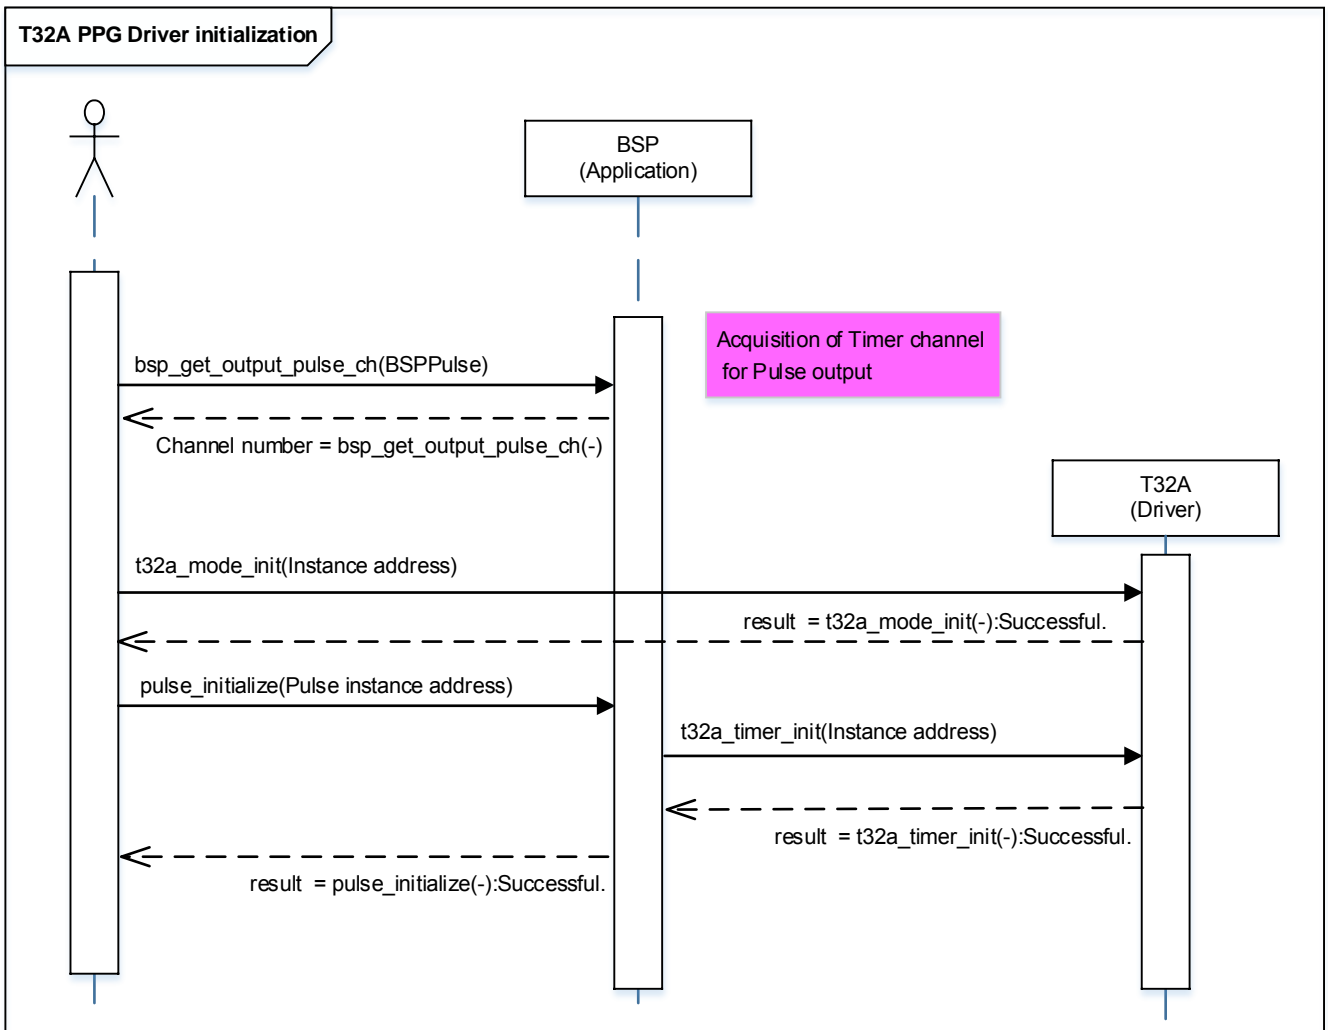 T32A PPG Driver initialization
BSP
(Application)
Acquisition of Timer channel
for Pulse output
bsp_get_output_pulse_ch(BSPPulse)
Channel number = bsp_get_output_pulse_ch(-)
T32A
(Driver)
t32a_mode_init(Instance address)
result = t32a_mode_init(-):Successful.
pulse_initialize(Pulse instance address)
t32a_timer_init(Instance address)
result = t32a_timer_init(-):Successful.
result = pulse_initialize(-):Successful.